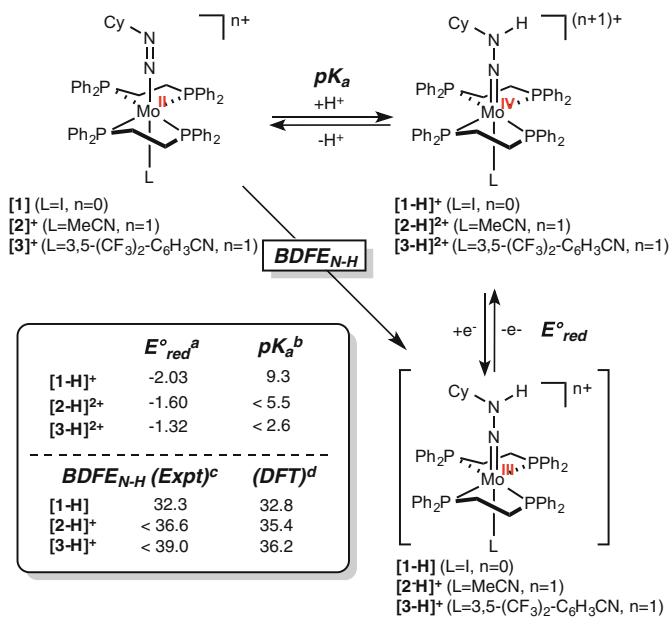 Cy
N
N
n+
Ph2P
PPh2
Mo
II
Ph2P
PPh2
L
pKa
+H+
-H+
Cy
N
H
N
(n+1)+
Ph2P
PPh2
Mo
IV
Ph2P
PPh2
L
[1] (L=I, n=0)
[2]+ (L=MeCN, n=1)
[3]+ (L=3,5-(CF3)2-C6H3CN, n=1)
[1-H]+ (L=I, n=0)
[2-H]2+ (L=MeCN, n=1)
[3-H]2+ (L=3,5-(CF3)2-C6H3CN, n=1)
BDFEN-H
+e-
-e-
E°red
E°red a pKa b
[1-H]+ -2.03 9.3
[2-H]2+ -1.60 < 5.5
[3-H]2+ -1.32 < 2.6
BDFEN-H (Expt)c (DFT)d
[1-H] 32.3 32.8
[2-H]+ < 36.6 35.4
[3-H]+ < 39.0 36.2
Cy
N
H
N
n+
Ph2P
PPh2
Mo
III
Ph2P
PPh2
L
[1-H] (L=I, n=0)
[2-H]+ (L=MeCN, n=1)
[3-H]+ (L=3,5-(CF3)2-C6H3CN, n=1)